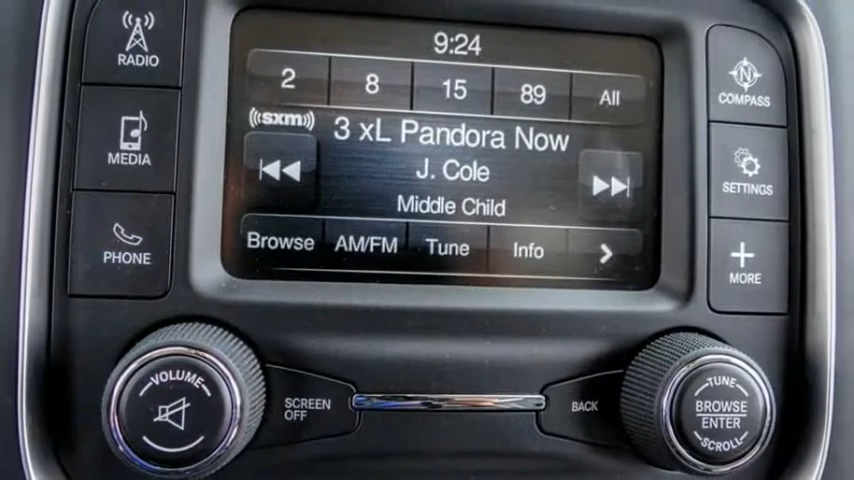 9:24
RADIO
2 8 15 89 All
N
COMPASS
sxm
3 xL Pandora Now
MEDIA
J. Cole
SETTINGS
Middle Child
PHONE
Browse AM/FM Tune Info >
MORE
VOLUME
SCREEN
OFF
BACK
TUNE
BROWSE
ENTER
SCROLL